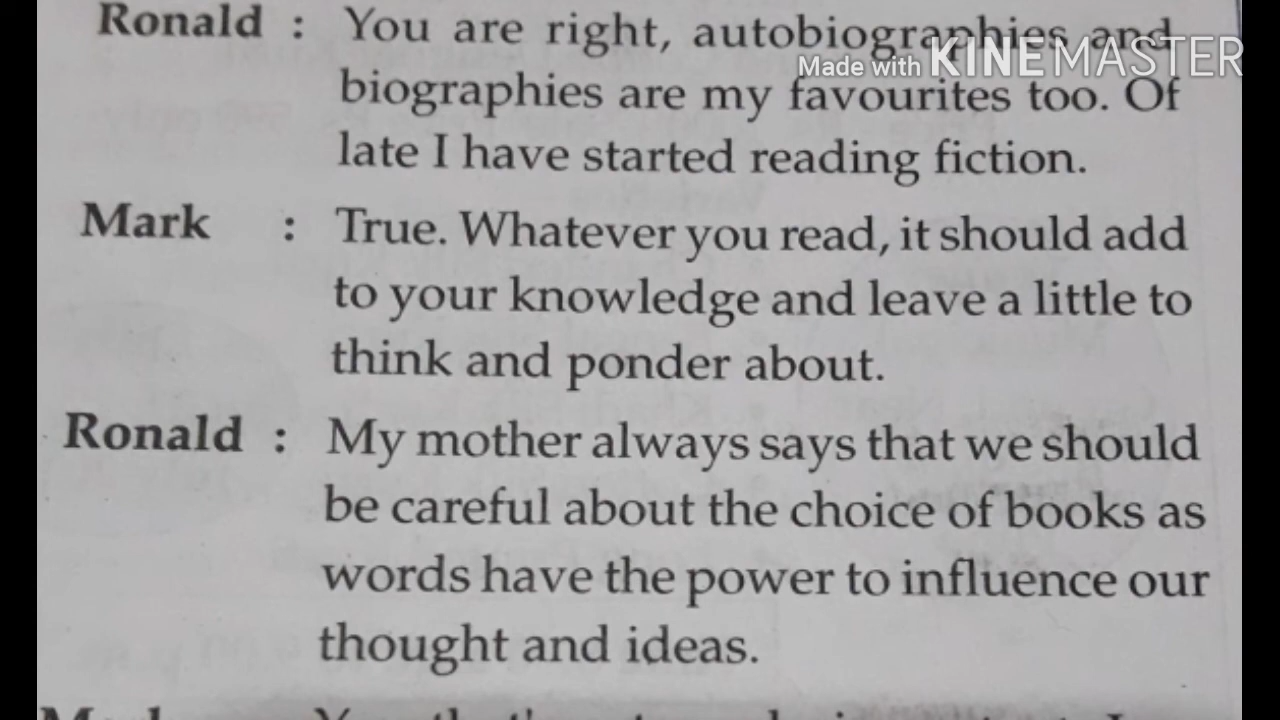 Ronald : You are right, autobiographies and
Made with KINEMASTER
biographies are my favourites too. Of
late I have started reading fiction.
Mark : True. Whatever you read, it should add
to your knowledge and leave a little to
think and ponder about.
Ronald : My mother always says that we should
be careful about the choice of books as
words have the power to influence our
thought and ideas.